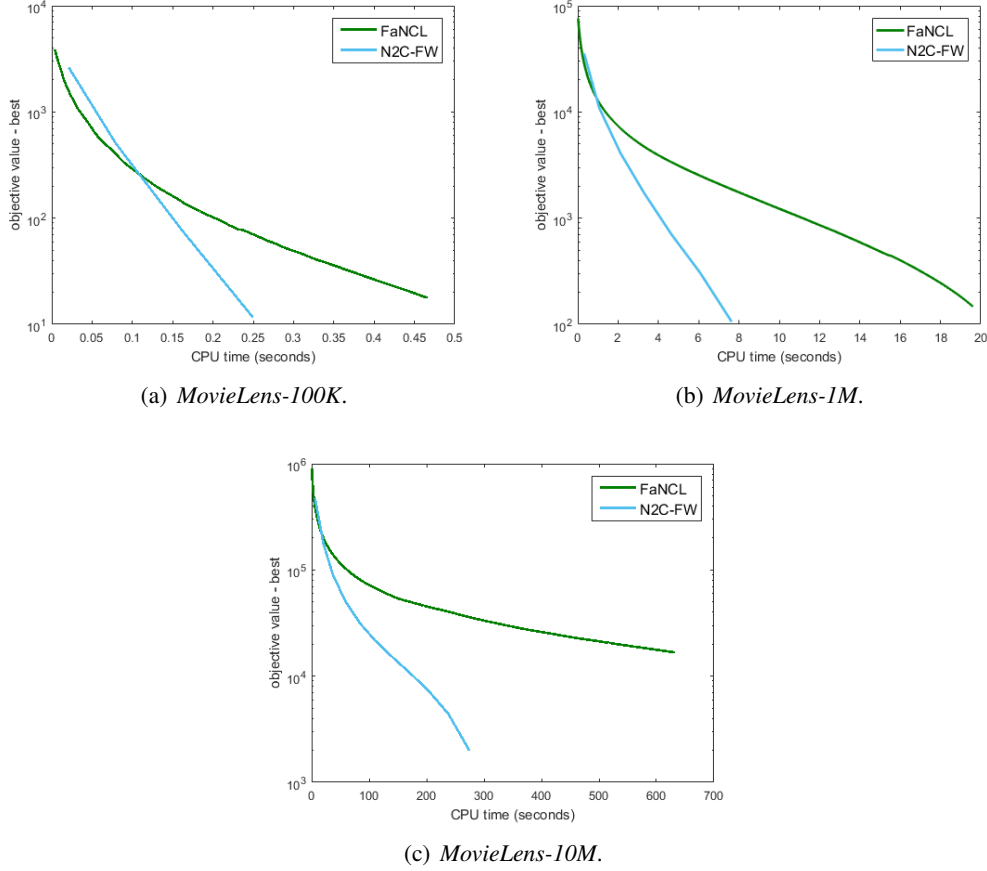 FaNCL
N2C-FW
10^4
10^3
10^2
10^1
objective value - best
0 0.05 0.1 0.15 0.2 0.25 0.3 0.35 0.4 0.45 0.5
CPU time (seconds)
(a) MovieLens-100K.
FaNCL
N2C-FW
10^5
10^4
10^3
10^2
objective value - best
0 2 4 6 8 10 12 14 16 18 20
CPU time (seconds)
(b) MovieLens-1M.
FaNCL
N2C-FW
10^6
10^5
10^4
10^3
objective value - best
0 100 200 300 400 500 600 700
CPU time (seconds)
(c) MovieLens-10M.